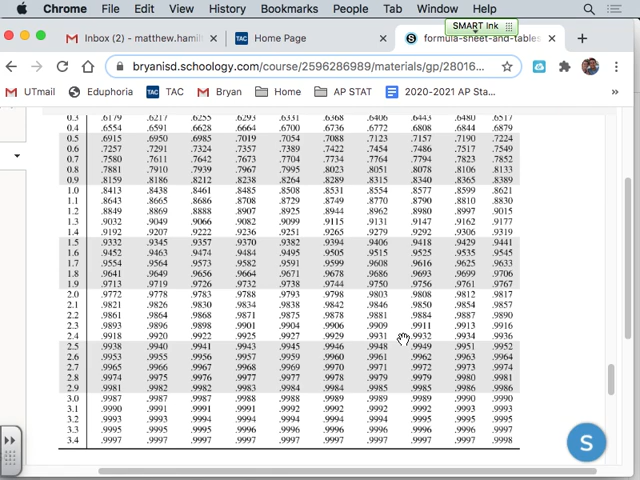 Chrome File Edit View History Bookmarks People Tab Window Help
SMART Ink
Inbox (2) - matthew.hamil × TAC Home Page × S formula-sheet-and-tables × +
bryanisd.schoology.com/course/2596286989/materials/gp/28016...
UTmail Eduphoria TAC TAC Bryan Home AP STAT 2020-2021 AP Sta... »
0.3 .6179 .6217 .6255 .6293 .6331 .6368 .6406 .6443 .6480 .6517
0.4 .6554 .6591 .6628 .6664 .6700 .6736 .6772 .6808 .6844 .6879
0.5 .6915 .6950 .6985 .7019 .7054 .7088 .7123 .7157 .7190 .7224
0.6 .7257 .7291 .7324 .7357 .7389 .7422 .7454 .7486 .7517 .7549
0.7 .7580 .7611 .7642 .7673 .7704 .7734 .7764 .7794 .7823 .7852
0.8 .7881 .7910 .7939 .7967 .7995 .8023 .8051 .8078 .8106 .8133
0.9 .8159 .8186 .8212 .8238 .8264 .8289 .8315 .8340 .8365 .8389
1.0 .8413 .8438 .8461 .8485 .8508 .8531 .8554 .8577 .8599 .8621
1.1 .8643 .8665 .8686 .8708 .8729 .8749 .8770 .8790 .8810 .8830
1.2 .8849 .8869 .8888 .8907 .8925 .8944 .8962 .8980 .8997 .9015
1.3 .9032 .9049 .9066 .9082 .9099 .9115 .9131 .9147 .9162 .9177
1.4 .9192 .9207 .9222 .9236 .9251 .9265 .9279 .9292 .9306 .9319
1.5 .9332 .9345 .9357 .9370 .9382 .9394 .9406 .9418 .9429 .9441
1.6 .9452 .9463 .9474 .9484 .9495 .9505 .9515 .9525 .9535 .9545
1.7 .9554 .9564 .9573 .9582 .9591 .9599 .9608 .9616 .9625 .9633
1.8 .9641 .9649 .9656 .9664 .9671 .9678 .9686 .9693 .9699 .9706
1.9 .9713 .9719 .9726 .9732 .9738 .9744 .9750 .9756 .9761 .9767
2.0 .9772 .9778 .9783 .9788 .9793 .9798 .9803 .9808 .9812 .9817
2.1 .9821 .9826 .9830 .9834 .9838 .9842 .9846 .9850 .9854 .9857
2.2 .9861 .9864 .9868 .9871 .9875 .9878 .9881 .9884 .9887 .9890
2.3 .9893 .9896 .9898 .9901 .9904 .9906 .9909 .9911 .9913 .9916
2.4 .9918 .9920 .9922 .9925 .9927 .9929 .9931 .9932 .9934 .9936
2.5 .9938 .9940 .9941 .9943 .9945 .9946 .9948 .9949 .9951 .9952
2.6 .9953 .9955 .9956 .9957 .9959 .9960 .9961 .9962 .9963 .9964
2.7 .9965 .9966 .9967 .9968 .9969 .9970 .9971 .9972 .9973 .9974
2.8 .9974 .9975 .9976 .9977 .9977 .9978 .9979 .9979 .9980 .9981
2.9 .9981 .9982 .9982 .9983 .9984 .9984 .9985 .9985 .9986 .9986
3.0 .9987 .9987 .9987 .9988 .9988 .9989 .9989 .9989 .9990 .9990
3.1 .9990 .9991 .9991 .9991 .9992 .9992 .9992 .9992 .9993 .9993
3.2 .9993 .9993 .9994 .9994 .9994 .9994 .9994 .9995 .9995 .9995
3.3 .9995 .9995 .9995 .9996 .9996 .9996 .9996 .9996 .9996 .9997
3.4 .9997 .9997 .9997 .9997 .9997 .9997 .9997 .9997 .9997 .9998
S